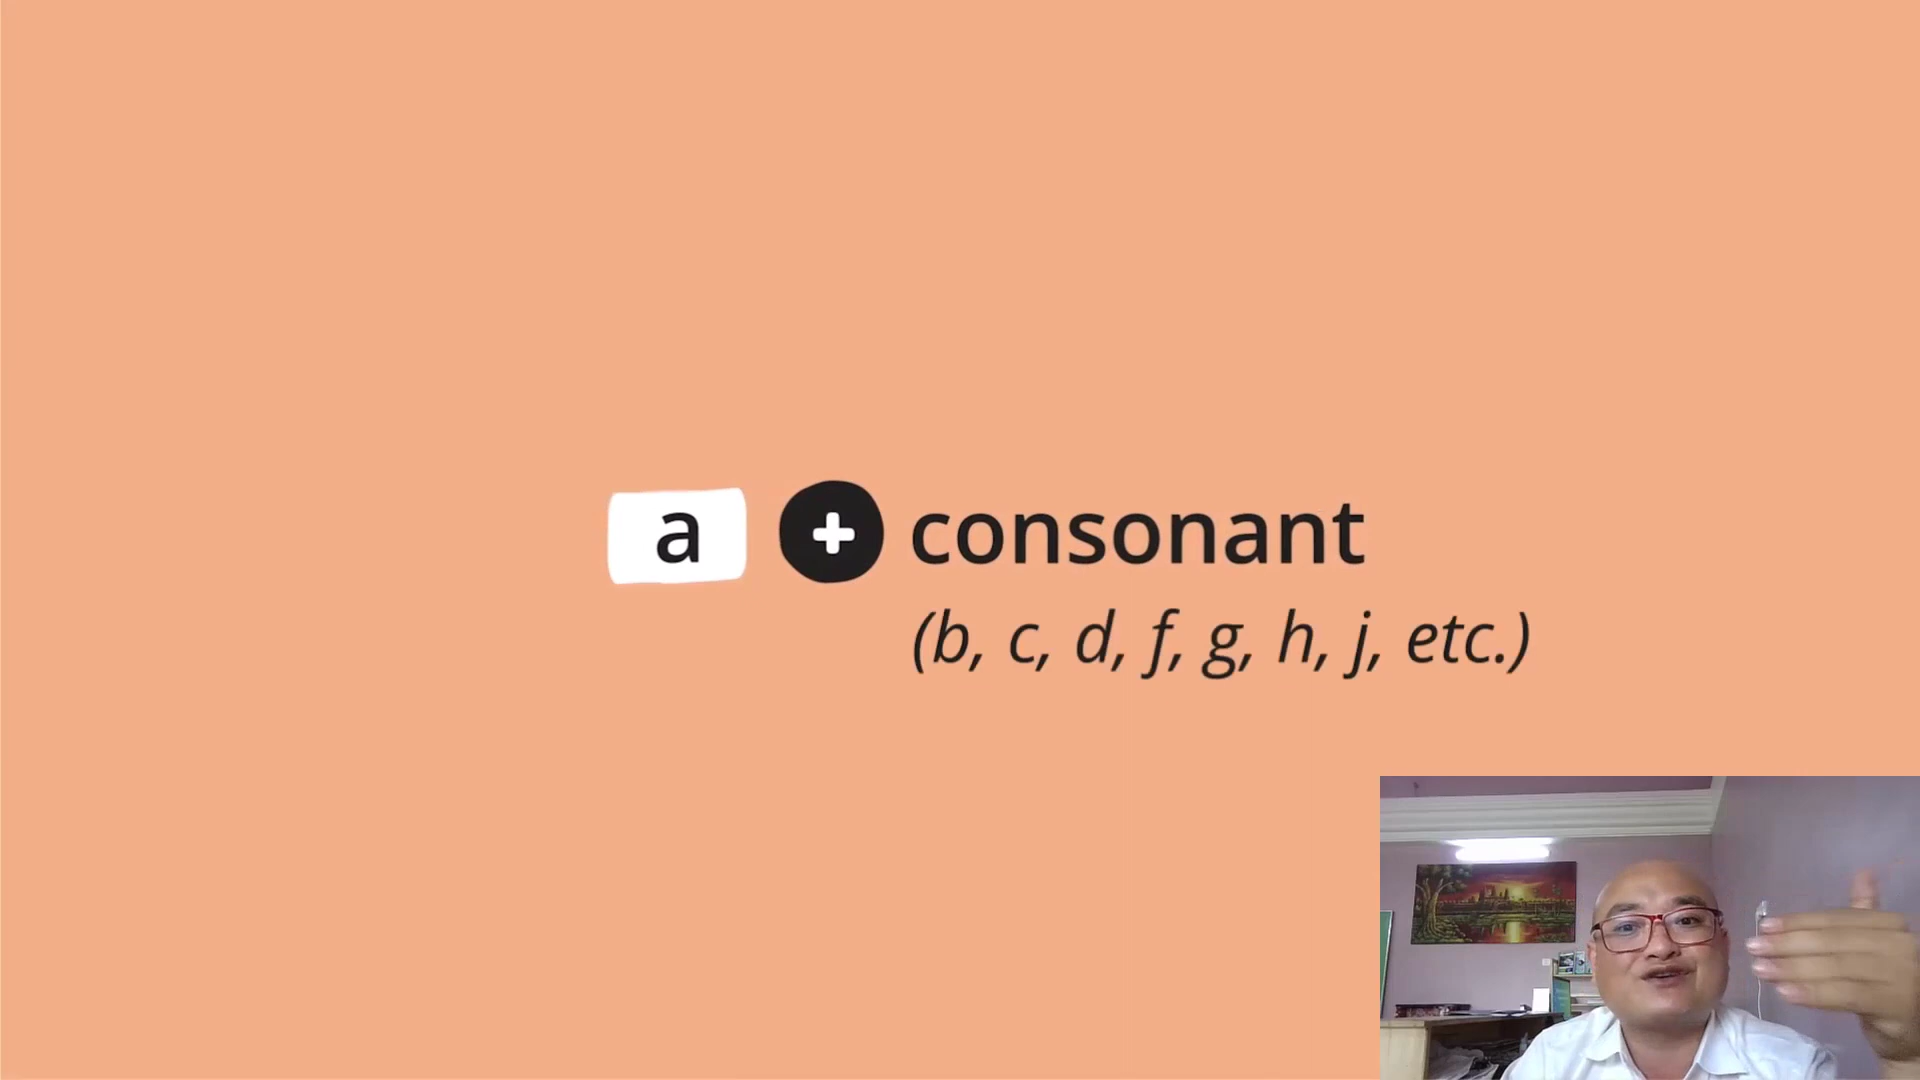 a + consonant
(b, c, d, f, g, h, j, etc.)